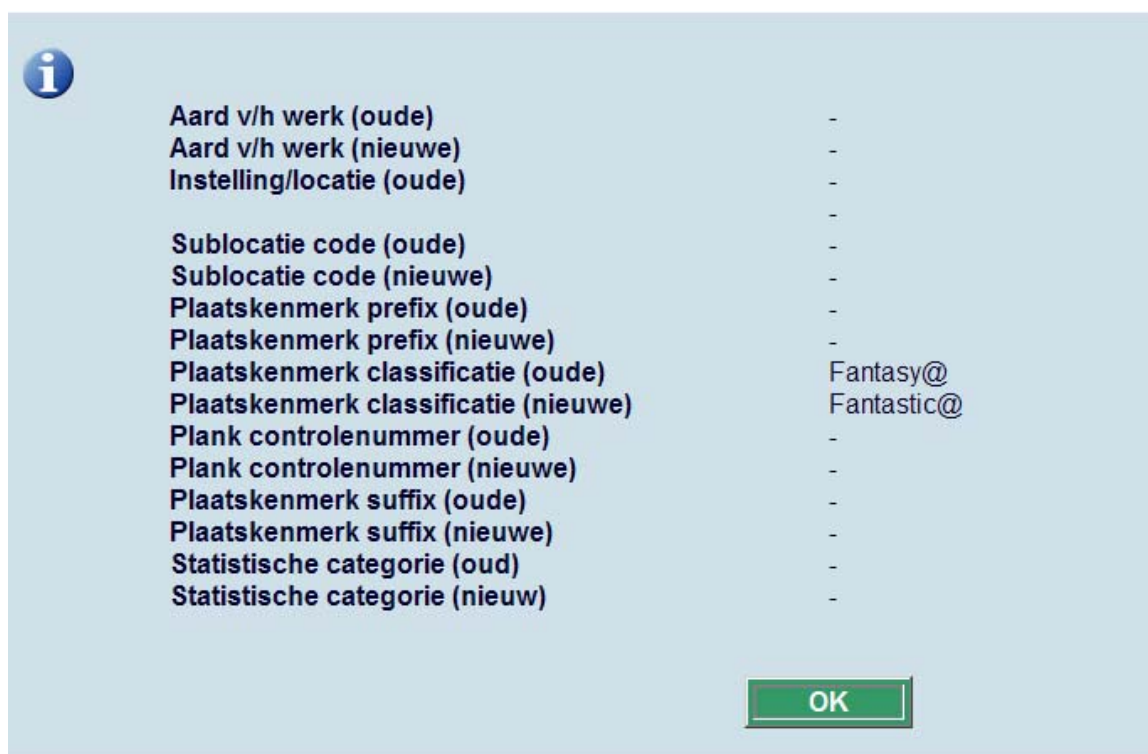 Aard v/h werk (oude) -
Aard v/h werk (nieuwe) -
Instelling/locatie (oude) -
-
Sublocatie code (oude) -
Sublocatie code (nieuwe) -
Plaatskenmerk prefix (oude) -
Plaatskenmerk prefix (nieuwe) -
Plaatskenmerk classificatie (oude) Fantasy@
Plaatskenmerk classificatie (nieuwe) Fantastic@
Plank controlenummer (oude) -
Plank controlenummer (nieuwe) -
Plaatskenmerk suffix (oude) -
Plaatskenmerk suffix (nieuwe) -
Statistische categorie (oud) -
Statistische categorie (nieuw) -
OK